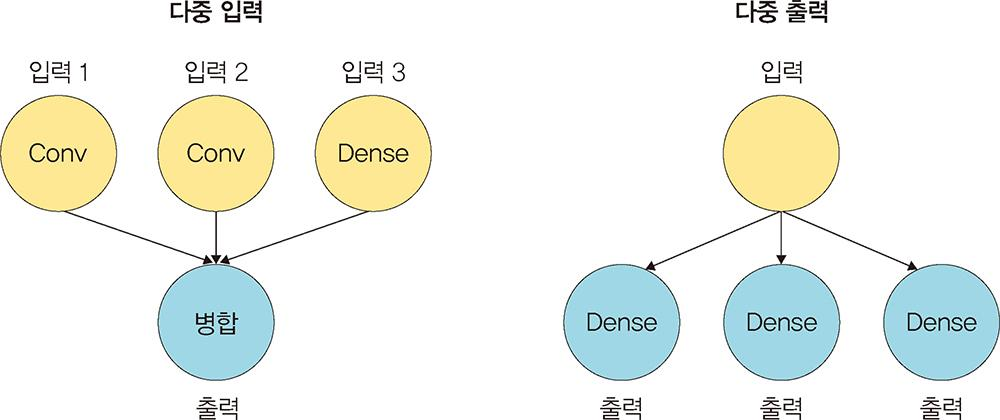 다중 입력
입력 1
입력 2
입력 3
Conv
Conv
Dense
병합
출력
다중 출력
입력
Dense
Dense
Dense
출력
출력
출력